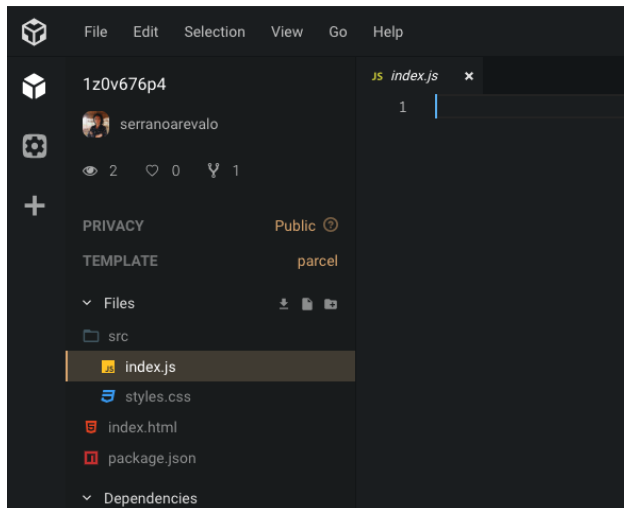 File Edit Selection View Go Help
1z0v676p4
serranoarevalo
2 0 1
PRIVACY Public ?
TEMPLATE parcel
Files
src
JS index.js
styles.css
index.html
package.json
Dependencies
JS index.js ×
1